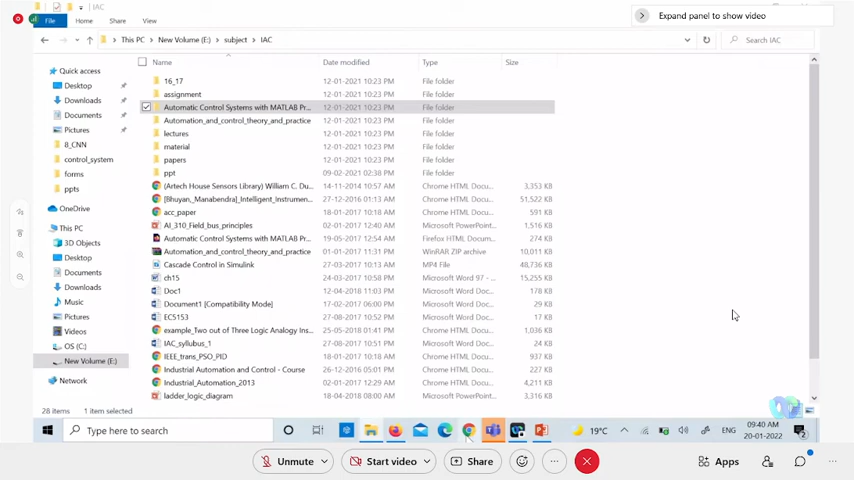 IAC
Expand panel to show video
File Home Share View
This PC New Volume (E:) subject IAC
Search IAC
Name Date modified Type Size
Quick access
Desktop
Downloads
Documents
Pictures
8_CNN
control_system
forms
ppts
OneDrive
This PC
3D Objects
Desktop
Documents
Downloads
Music
Pictures
Videos
OS (C:)
New Volume (E:)
Network
16_17 12-01-2021 10:23 PM File folder
assignment 12-01-2021 10:23 PM File folder
Automatic Control Systems with MATLAB Pr... 12-01-2021 10:23 PM File folder
Automation_and_control_theory_and_practice 12-01-2021 10:23 PM File folder
lectures 12-01-2021 10:23 PM File folder
material 12-01-2021 10:23 PM File folder
papers 12-01-2021 10:23 PM File folder
ppt 09-02-2021 02:38 PM File folder
(Artech House Sensors Library) William C. Du... 14-11-2014 10:57 AM Chrome HTML Docu... 3,353 KB
[Bhuyan,_Manabendra]_Intelligent_Instrumen... 27-12-2016 01:13 AM Chrome HTML Docu... 51,522 KB
acc_paper 18-01-2017 10:18 AM Chrome HTML Docu... 591 KB
AI_310_Field_bus_principles 02-01-2017 12:40 AM Microsoft PowerPoint... 1,516 KB
Automatic Control Systems with MATLAB Pr... 19-05-2017 12:54 AM Firefox HTML Docum... 274 KB
Automation_and_control_theory_and_practice 01-01-2017 11:31 PM WinRAR ZIP archive 10,011 KB
Cascade Control in Simulink 27-03-2017 10:13 AM MP4 File 48,736 KB
ch15 24-03-2017 10:58 PM Microsoft Word 97 - ... 15,255 KB
Doc1 12-04-2018 11:03 PM Microsoft Word Docu... 178 KB
Document1 [Compatibility Mode] 17-02-2017 06:00 PM Microsoft Word Docu... 29 KB
EC5153 Microsoft Word Docu... 17 KB
example_Two out of Three Logic Analogy Ins... 25-05-2018 01:41 PM Chrome HTML Docu... 1,036 KB
IAC_syllabus_1 27-08-2017 10:51 PM Microsoft Word Docu... 24 KB
IEEE_trans_PSO_PID 18-01-2017 10:18 AM Chrome HTML Docu... 937 KB
Industrial Automation and Control - Course 26-12-2016 05:01 AM Chrome HTML Docu... 227 KB
Industrial_Automation_2013 02-01-2017 12:29 AM Chrome HTML Docu... 4,211 KB
ladder_logic_diagram 18-04-2018 08:00 AM Chrome HTML Docu... 3,316 KB
28 items 1 item selected
Type here to search
19°C
ENG
09:40 AM
20-01-2022
2
Unmute
Start video
Share
Apps